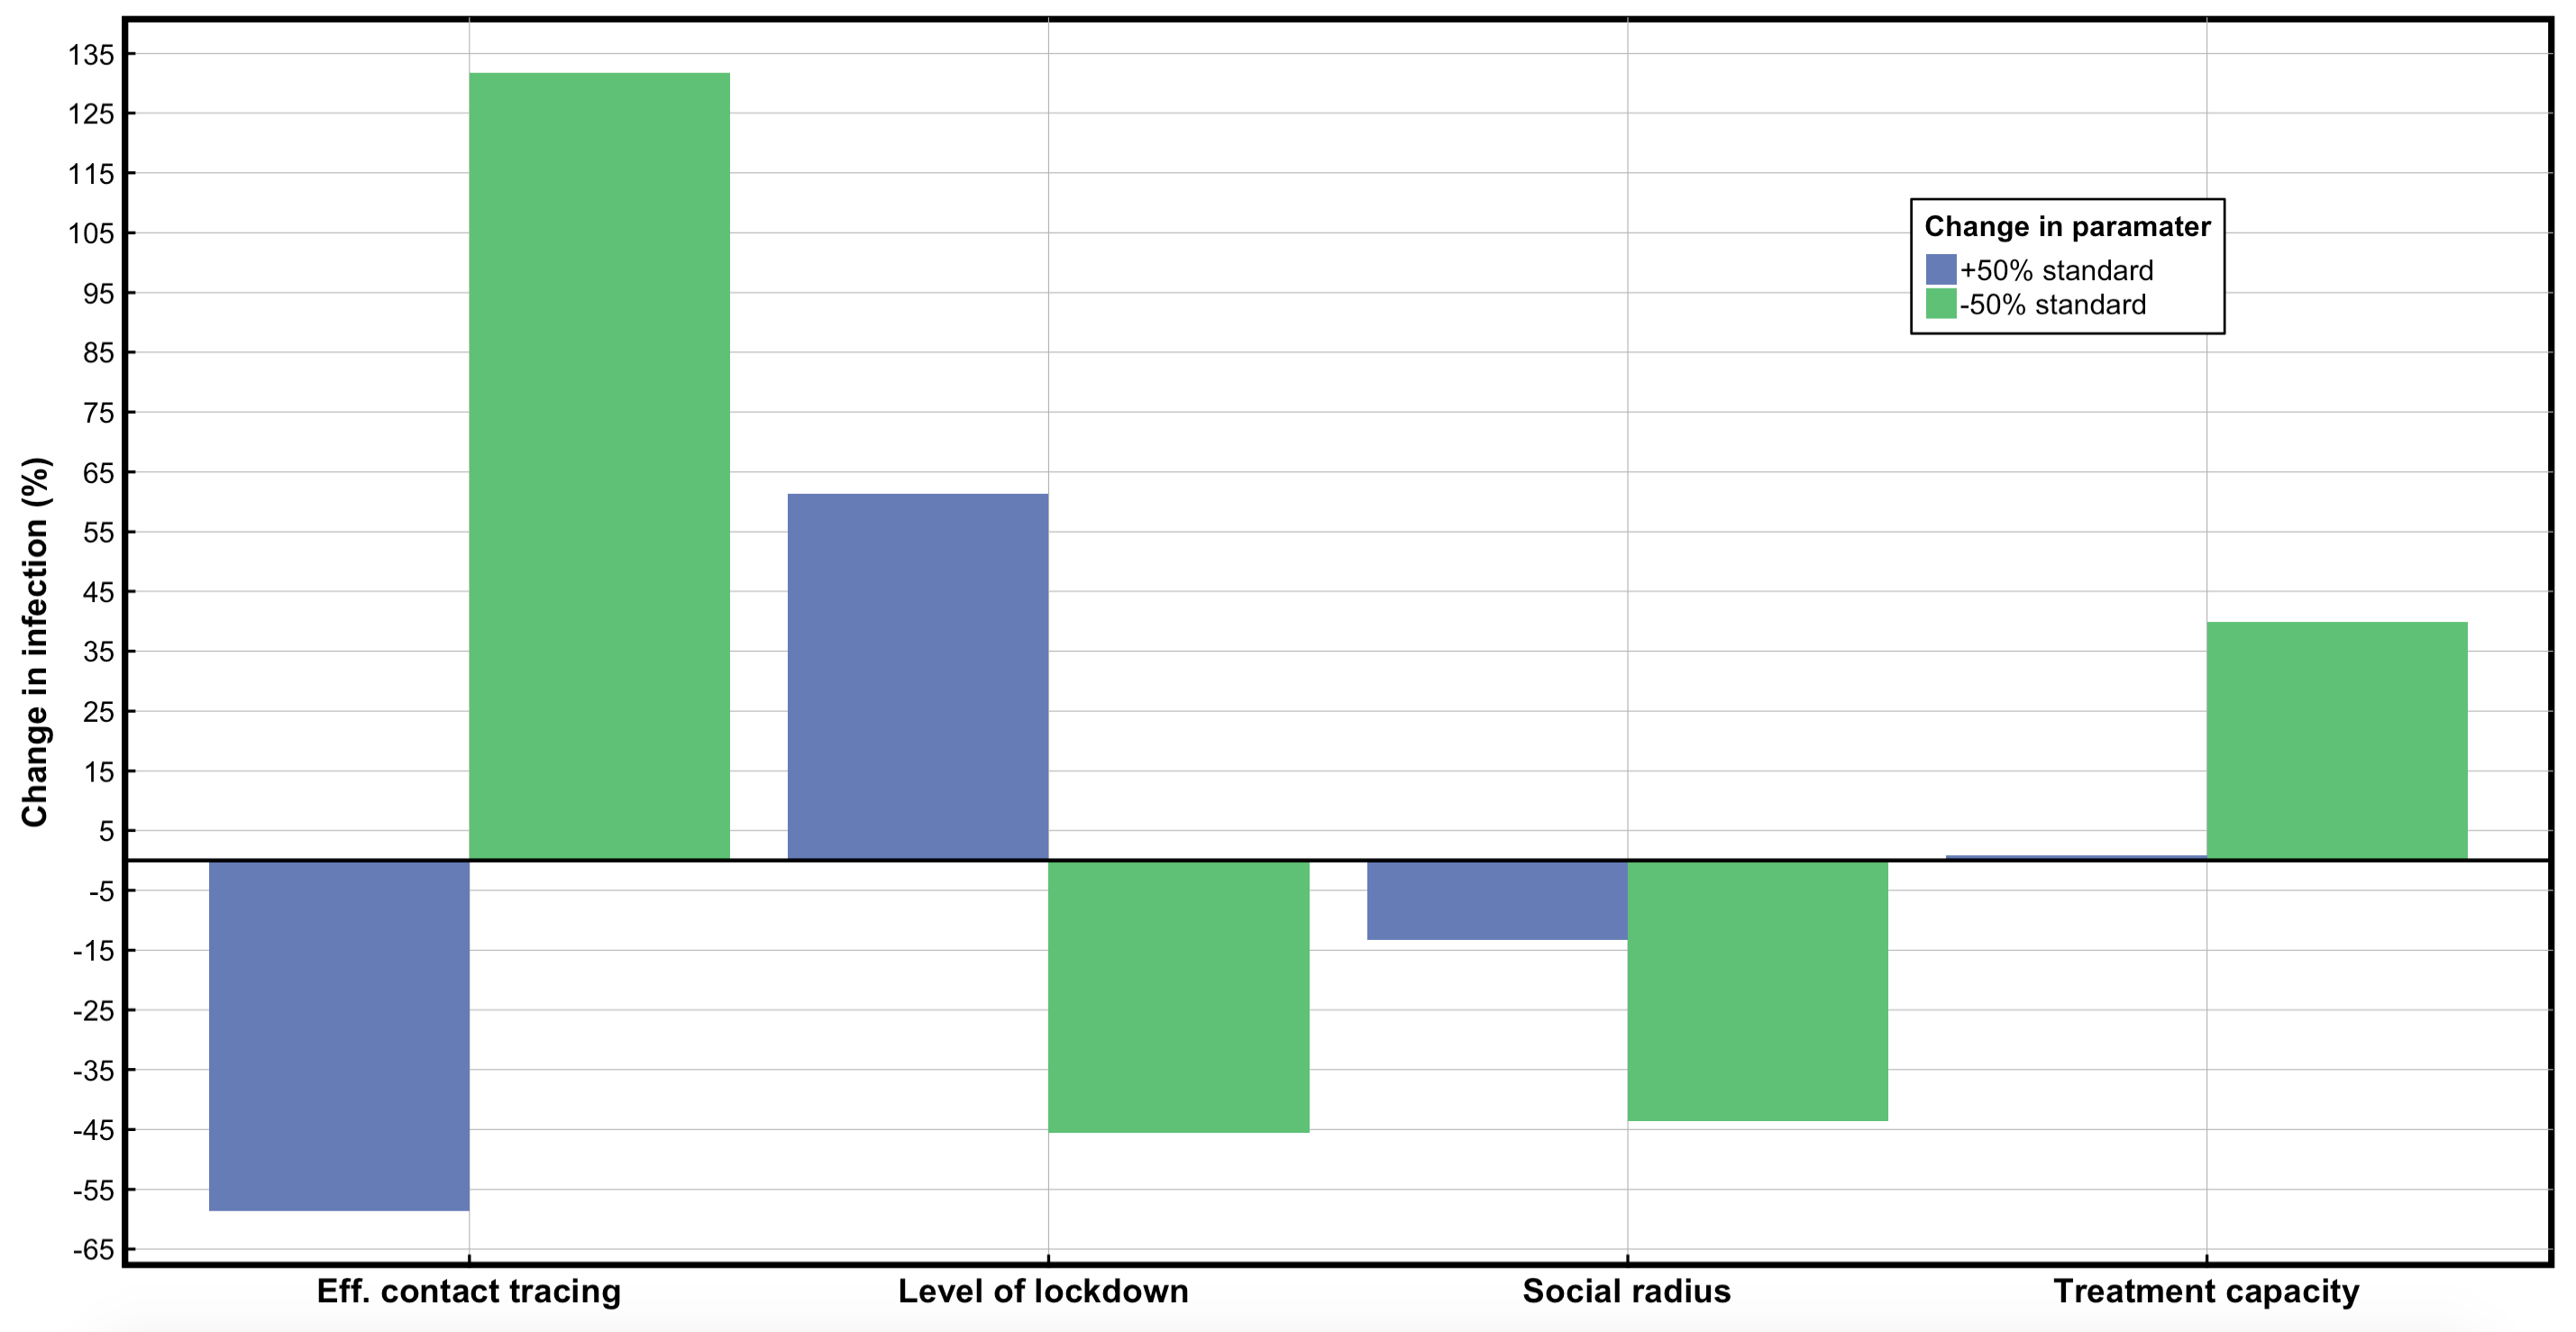 Change in infection (%)
135
125
115
105
95
85
75
65
55
45
35
25
15
5
-5
-15
-25
-35
-45
-55
-65
Change in paramater
+50% standard
-50% standard
Eff. contact tracing
Level of lockdown
Social radius
Treatment capacity